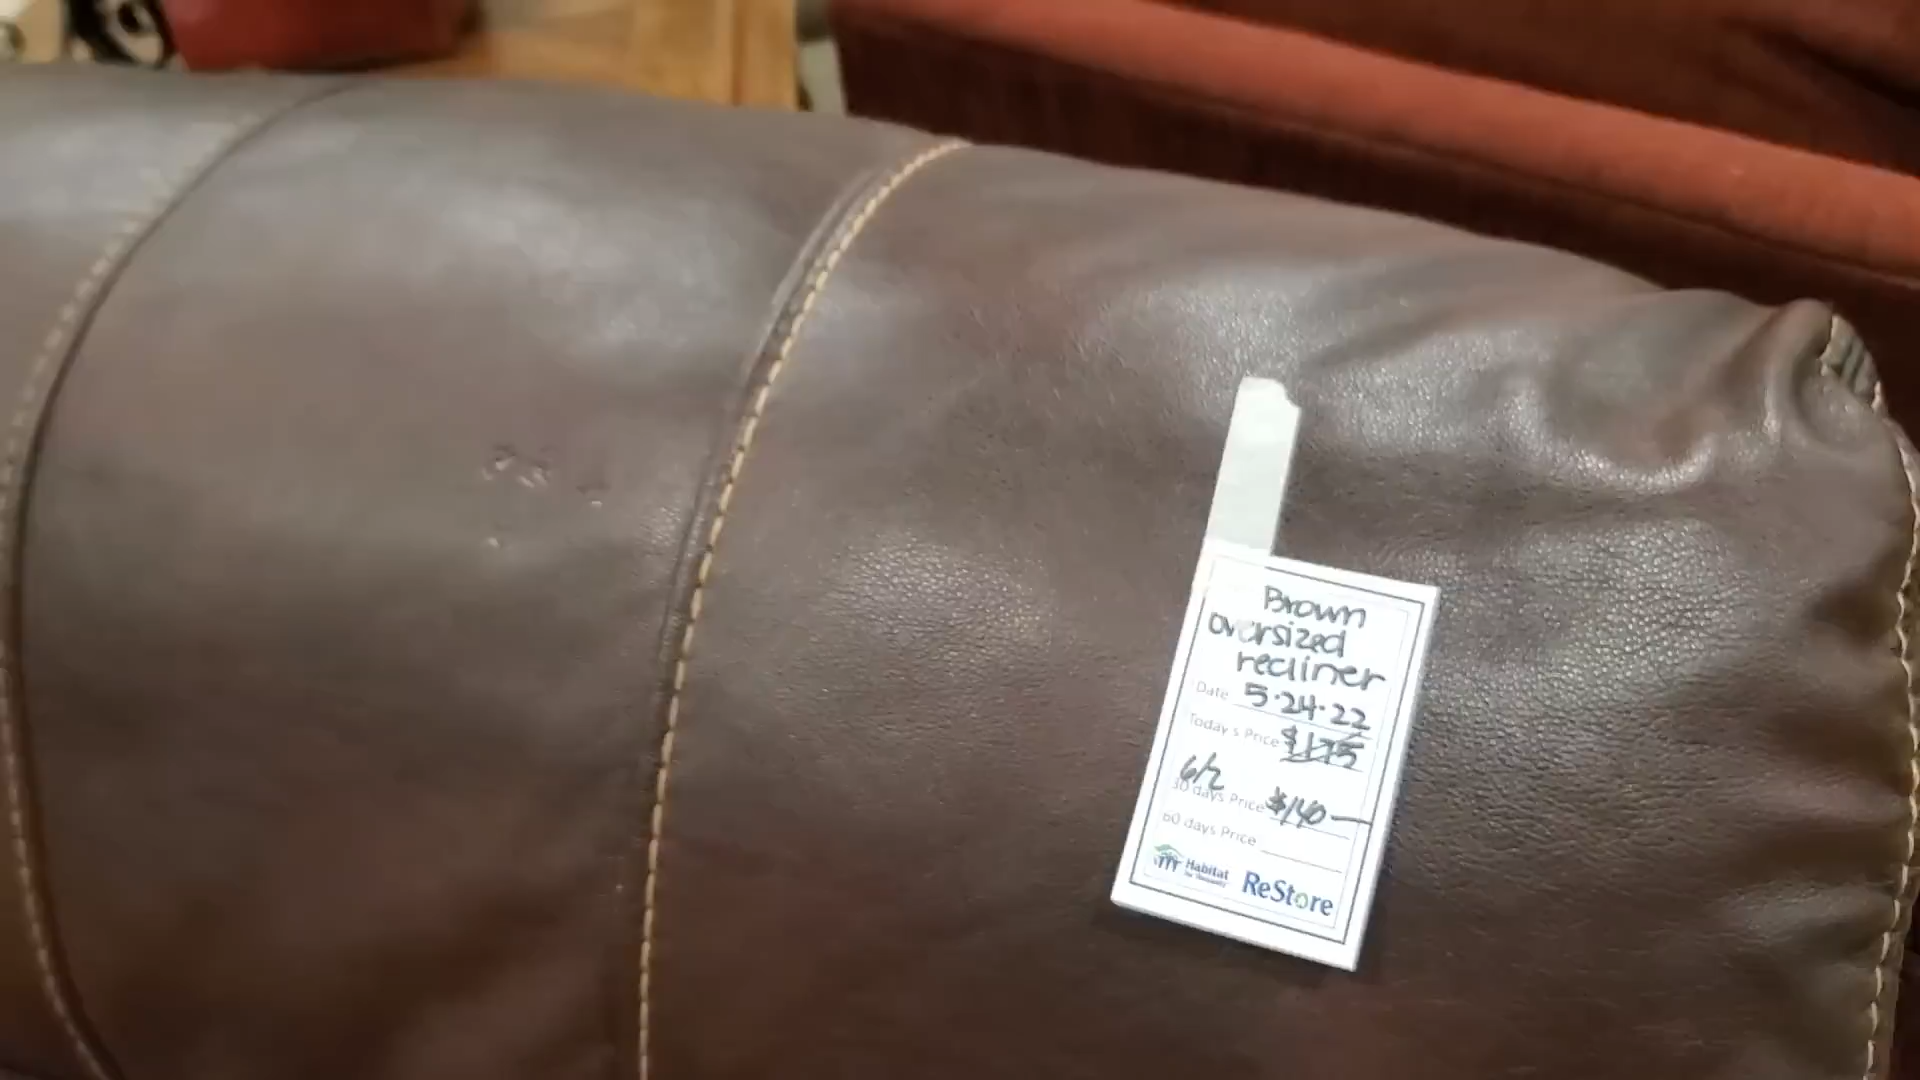 Brown
oversized
recliner
Date 5-24-22
Today's Price $175
6/2
30 days Price $140—
60 days Price
Habitat
for Humanity
ReStore